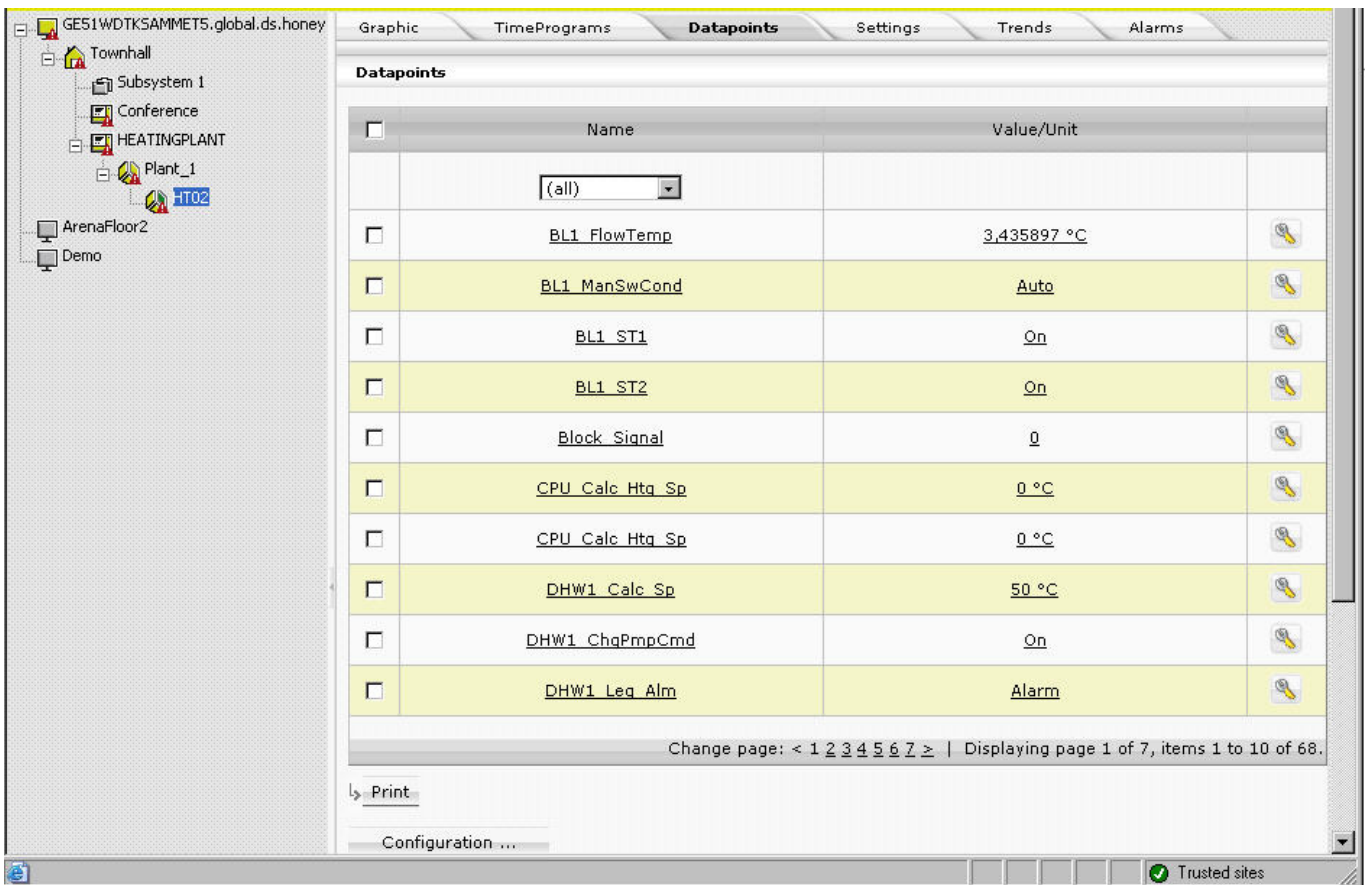 GE51WDTKSAMMET5.global.ds.honey
Townhall
Subsystem 1
Conference
HEATINGPLANT
Plant_1
HT02
ArenaFloor2
Demo
Graphic TimePrograms Datapoints Settings Trends Alarms
Datapoints
Name Value/Unit
(all)
BL1_FlowTemp 3,435897 °C
BL1_ManSwCond Auto
BL1_ST1 On
BL1_ST2 On
Block_Signal 0
CPU_Calc_Htg_Sp 0 °C
CPU_Calc_Htg_Sp 0 °C
DHW1_Calc_Sp 50 °C
DHW1_ChgPmpCmd On
DHW1_Leg_Alm Alarm
Change page: < 1 2 3 4 5 6 7 > | Displaying page 1 of 7, items 1 to 10 of 68.
Print
Configuration ...
Trusted sites